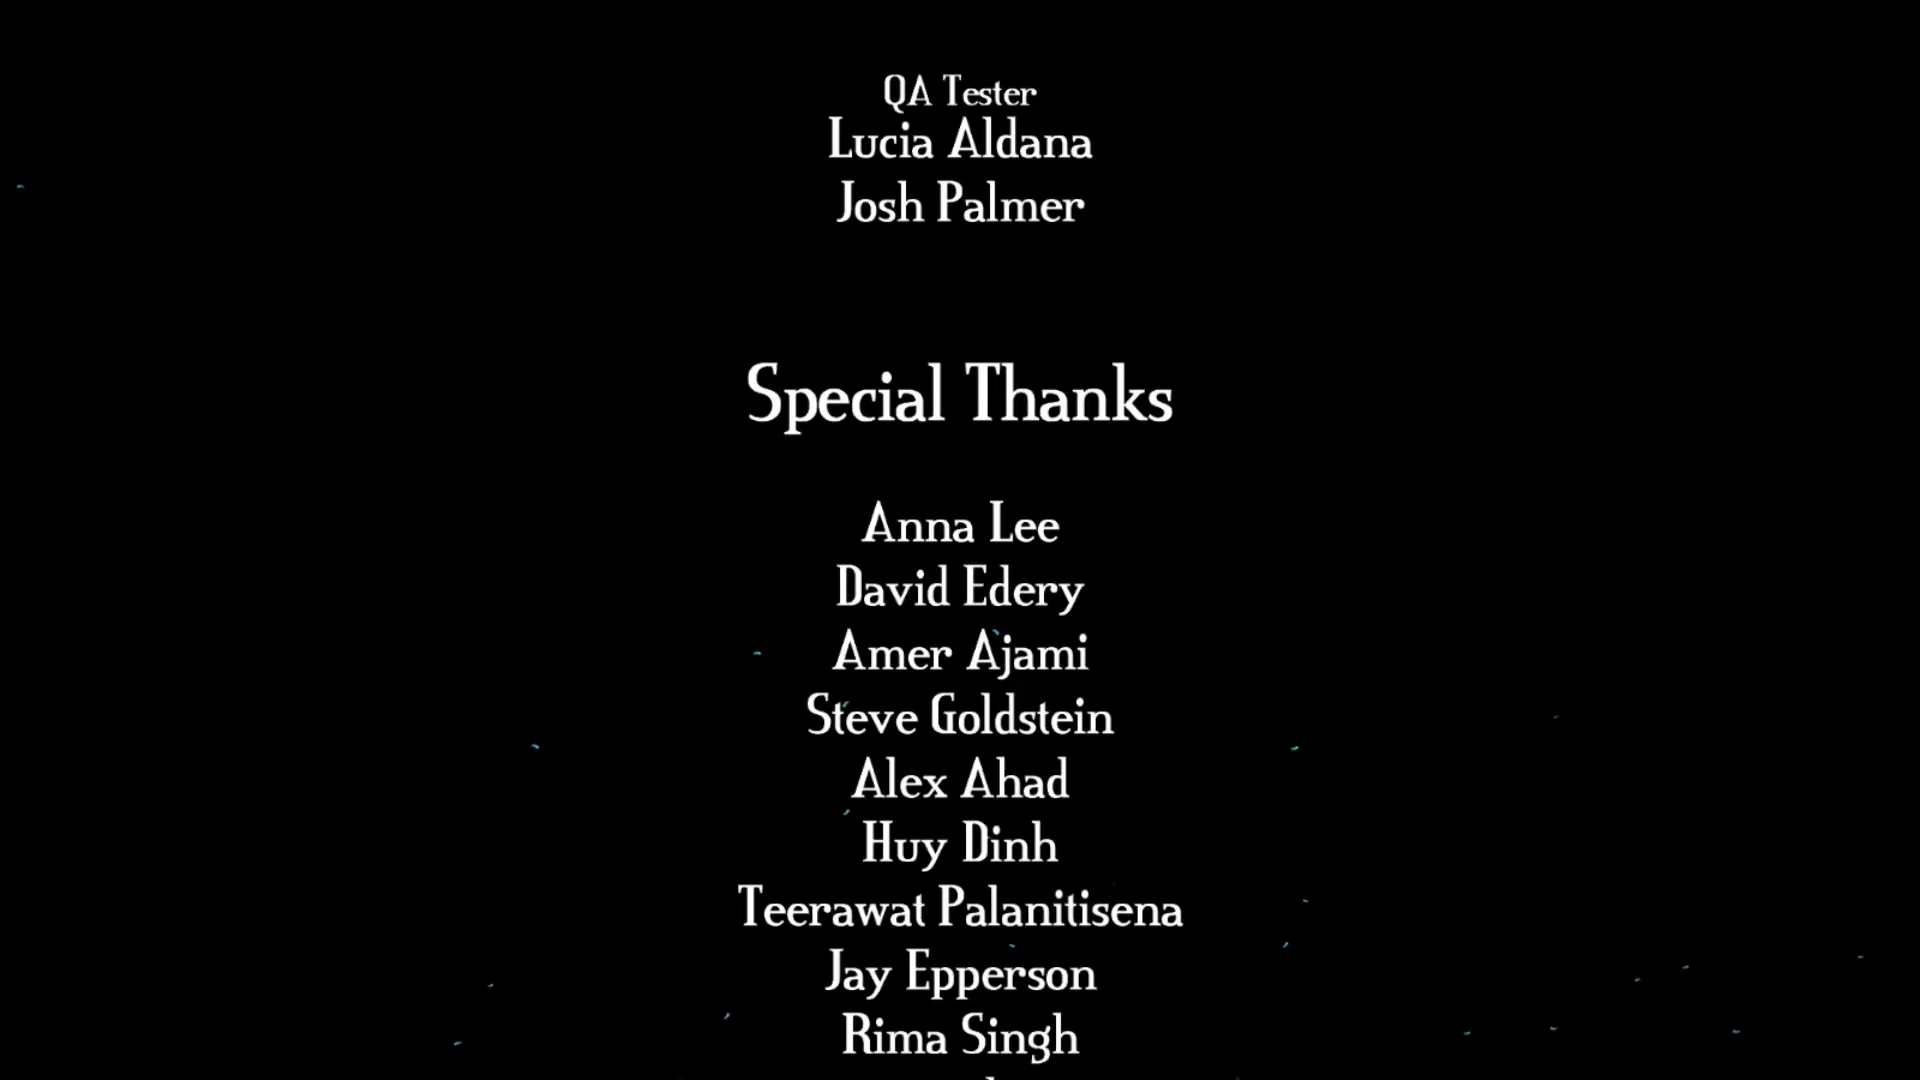 QA Tester
Lucia Aldana
Josh Palmer
Special Thanks
Anna Lee
David Edery
Amer Ajami
Steve Goldstein
Alex Ahad
Huy Dinh
Teerawat Palanitisena
Jay Epperson
Rima Singh